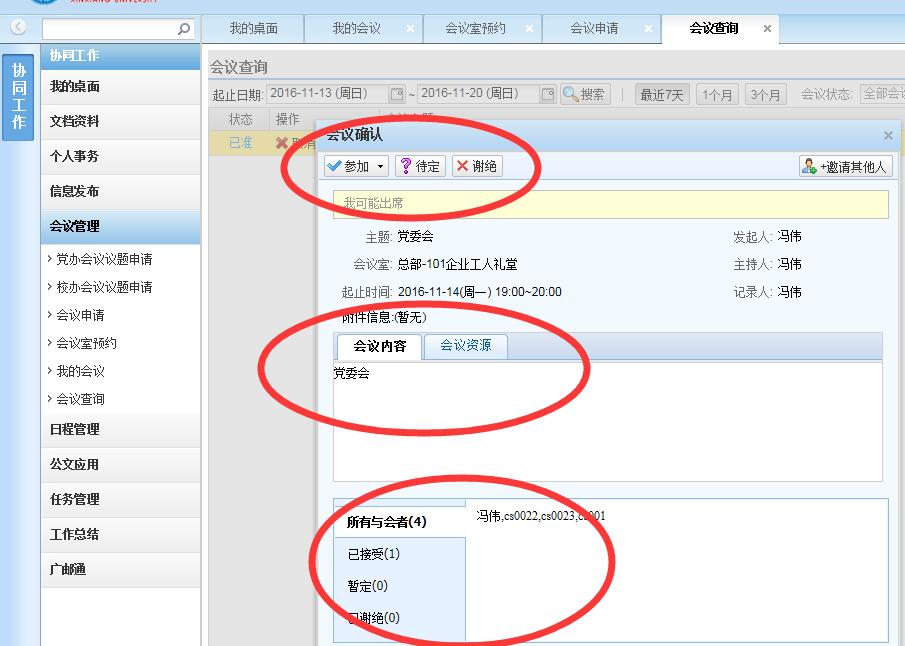 XINXIANG UNIVERSITY
我的桌面 我的会议 × 会议室预约 × 会议申请 × 会议查询 ×
协同工作
协同工作
我的桌面
文档资料
个人事务
信息发布
会议管理
党办会议议题申请
校办会议议题申请
会议申请
会议室预约
我的会议
会议查询
日程管理
公文应用
任务管理
工作总结
广邮通
会议查询
起止日期: 2016-11-13 (周日) ~ 2016-11-20 (周日) 搜索 最近7天 1个月 3个月 会议状态: 全部会议
状态 操作
已准 取消
会议确认 ×
参加 待定 谢绝 +邀请其他人
我可能出席
主题: 党委会 发起人: 冯伟
会议室: 总部-101企业工人礼堂 主持人: 冯伟
起止时间: 2016-11-14(周一) 19:00~20:00 记录人: 冯伟
附件信息:(暂无)
会议内容 会议资源
党委会
所有与会者(4) 冯伟,cs0022,cs0023,cs001
已接受(1)
暂定(0)
已谢绝(0)